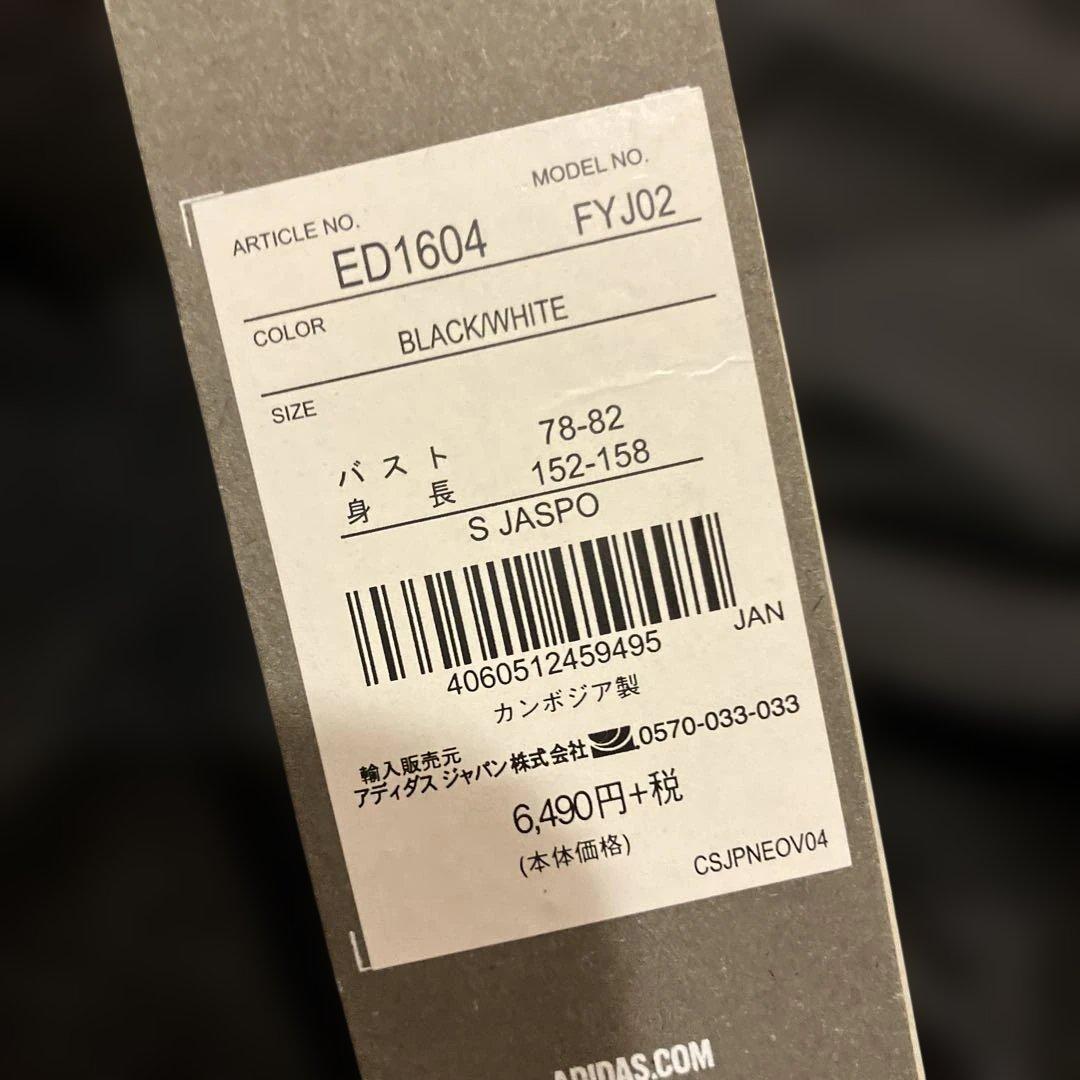 ARTICLE NO. MODEL NO.
ED1604 FYJ02
COLOR
BLACK/WHITE
SIZE
バスト 78-82
身長 152-158
S JASPO
4060512459495 JAN
カンボジア製
輸入販売元
アディダス ジャパン株式会社 0570-033-033
6,490円+税
(本体価格) CSJPNEOV04
ADIDAS.COM